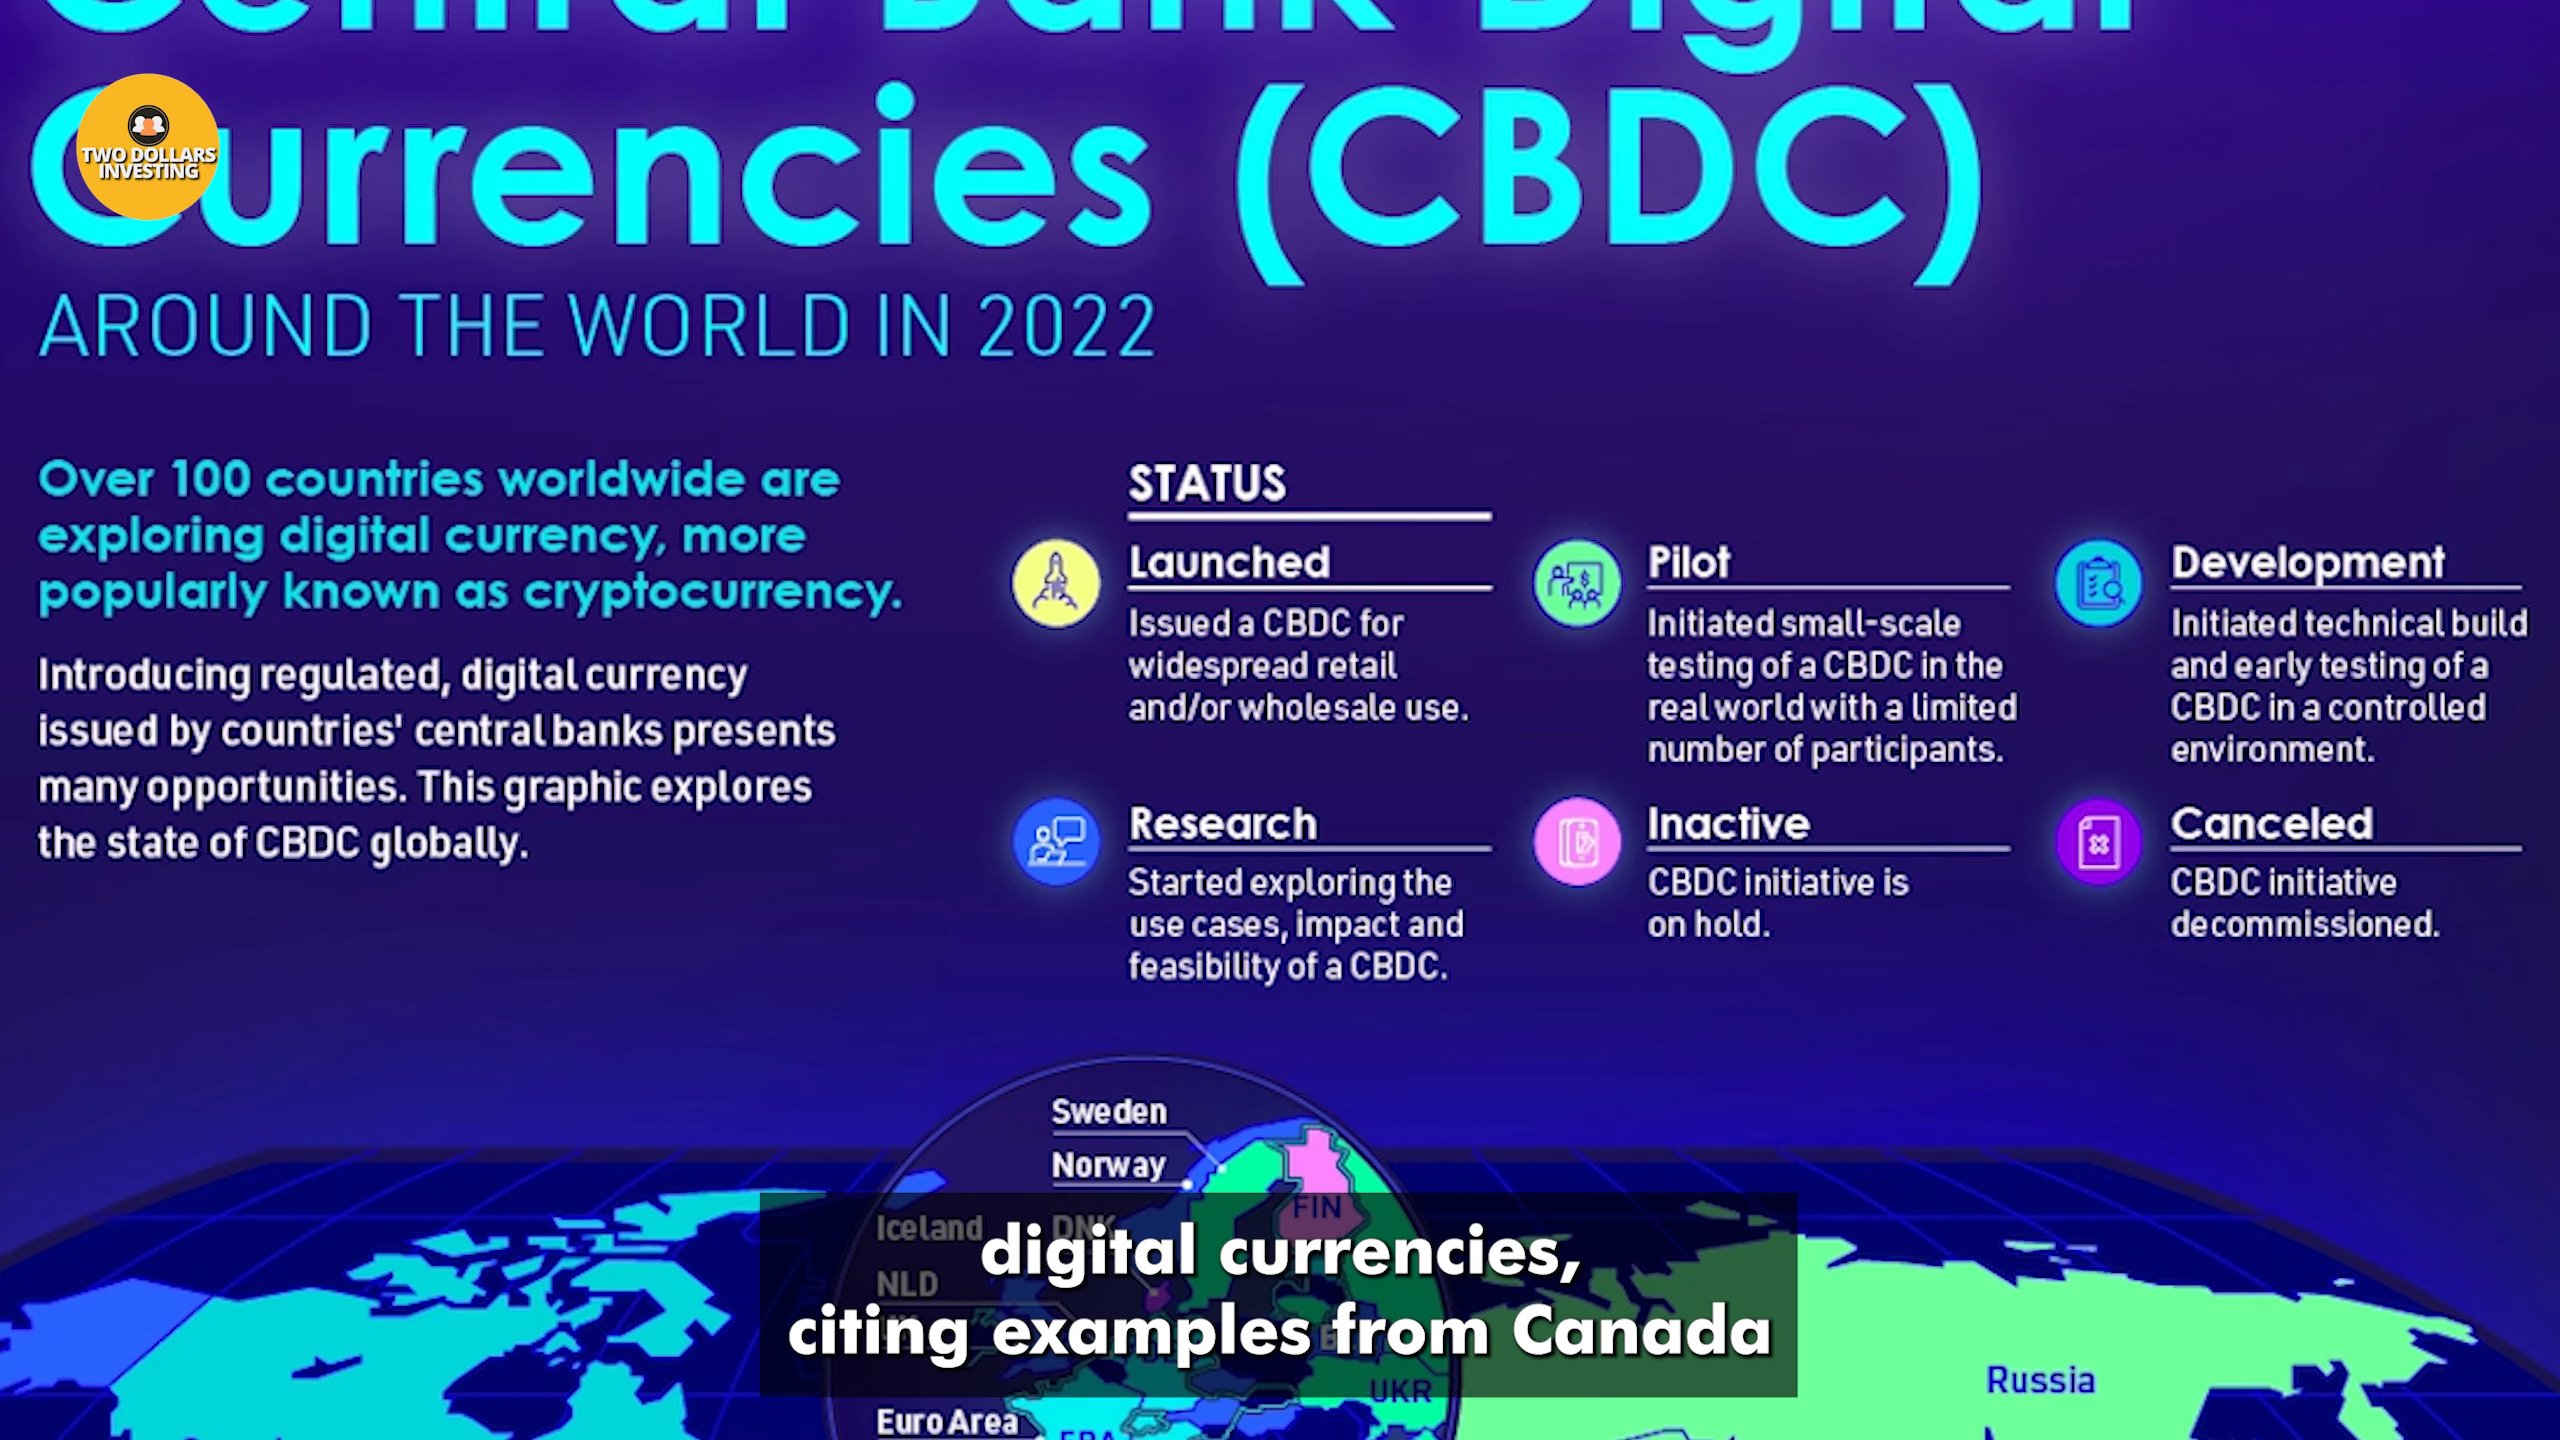 Central Bank Digital
Currencies (CBDC)
TWO DOLLARS
INVESTING
AROUND THE WORLD IN 2022
Over 100 countries worldwide are
exploring digital currency, more
popularly known as cryptocurrency.
Introducing regulated, digital currency
issued by countries' central banks presents
many opportunities. This graphic explores
the state of CBDC globally.
STATUS
Launched
Issued a CBDC for
widespread retail
and/or wholesale use.
Pilot
Initiated small-scale
testing of a CBDC in the
real world with a limited
number of participants.
Development
Initiated technical build
and early testing of a
CBDC in a controlled
environment.
Research
Started exploring the
use cases, impact and
feasibility of a CBDC.
Inactive
CBDC initiative is
on hold.
Canceled
CBDC initiative
decommissioned.
Sweden
Norway
FIN
Iceland
DNK
NLD
UKR
Euro Area
Russia
digital currencies,
citing examples from Canada